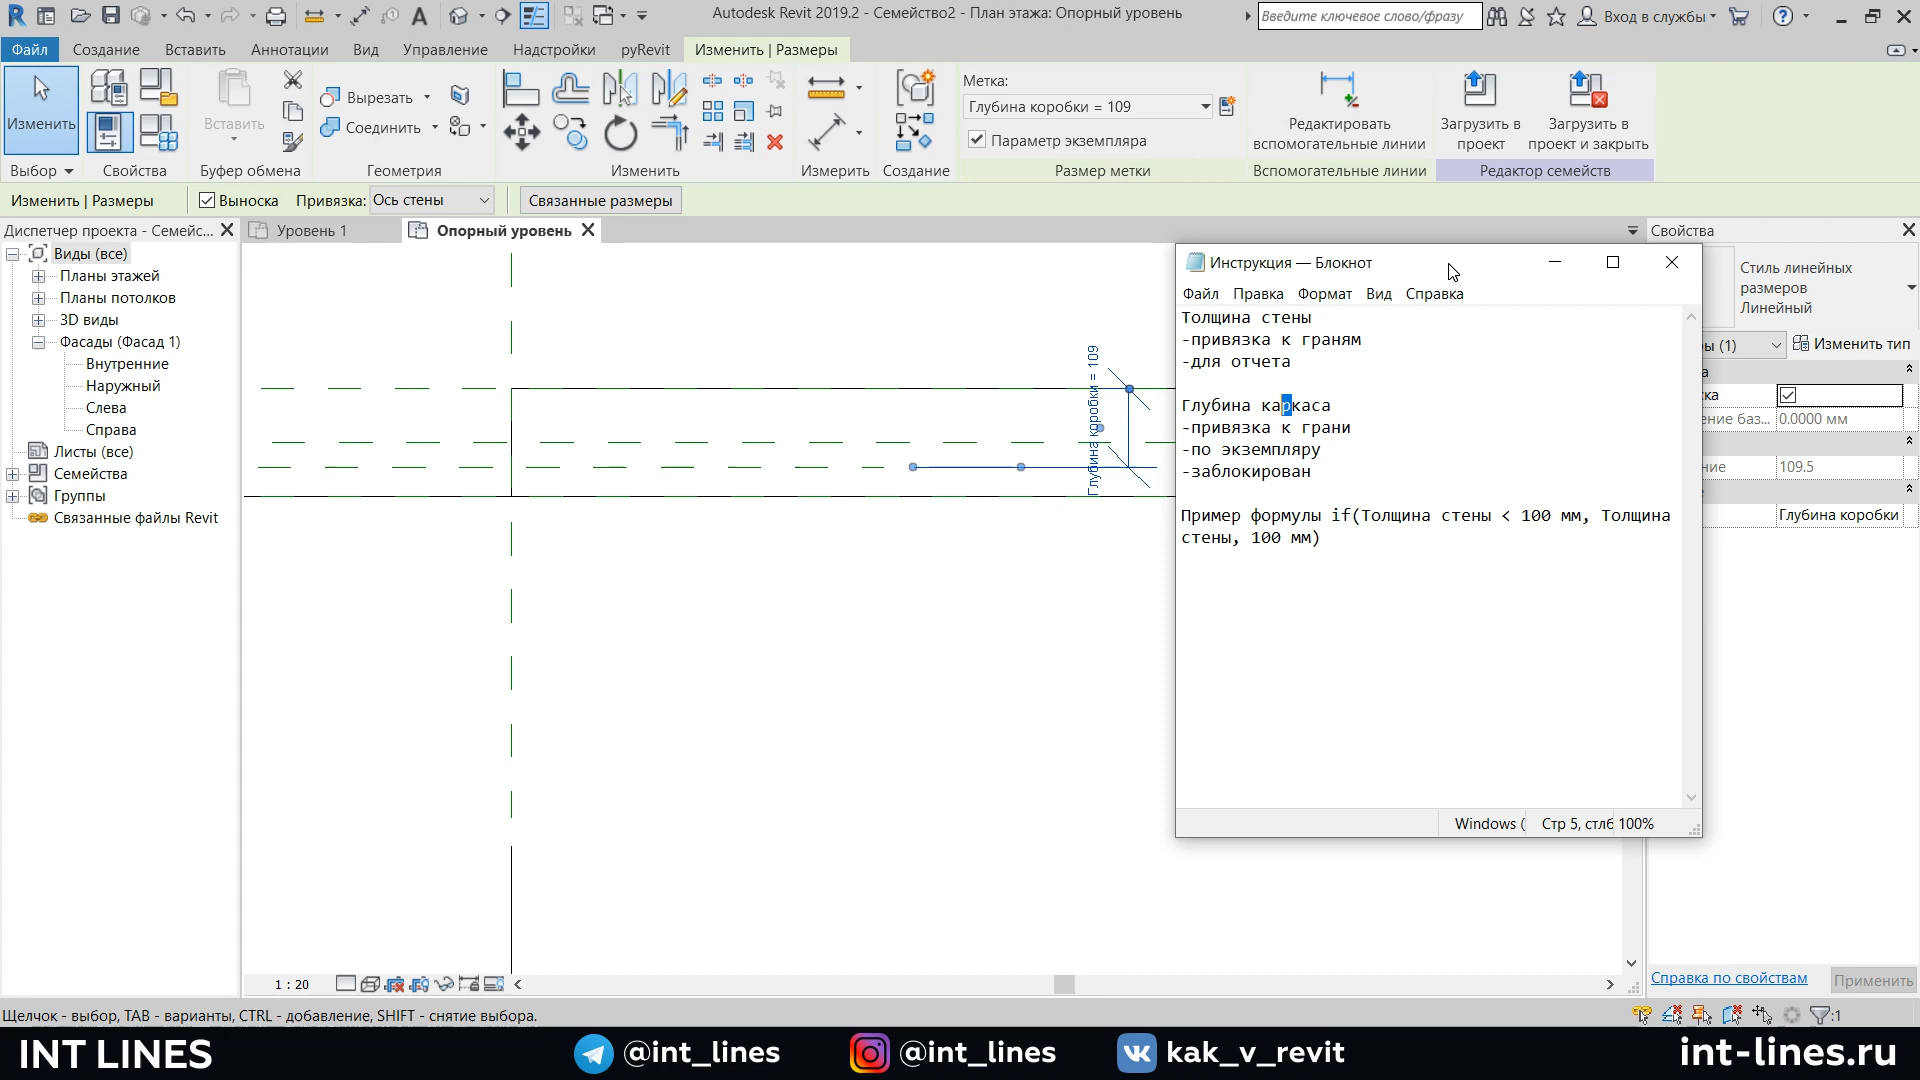 Autodesk Revit 2019.2 - Семейство2 - План этажа: Опорный уровень
Введите ключевое слово/фразу
Вход в службы
Файл Создание Вставить Аннотации Вид Управление Надстройки pyRevit Изменить | Размеры
Изменить
Вставить
Вырезать
Соединить
Метка:
Глубина коробки = 109
Параметр экземпляра
Редактировать
вспомогательные линии
Загрузить в
проект
Загрузить в
проект и закрыть
Выбор Свойства Буфер обмена Геометрия Изменить Измерить Создание Размер метки Вспомогательные линии Редактор семейств
Изменить | Размеры Выноска Привязка: Ось стены Связанные размеры
Диспетчер проекта - Семейс...
Уровень 1
Опорный уровень
Виды (все)
Планы этажей
Планы потолков
3D виды
Фасады (Фасад 1)
Внутренние
Наружный
Слева
Справа
Листы (все)
Семейства
Группы
Связанные файлы Revit
Глубина коробки = 109
Инструкция — Блокнот
Файл Правка Формат Вид Справка
Толщина стены
-привязка к граням
-для отчета
Глубина каркаса
-привязка к грани
-по экземпляру
-заблокирован
Пример формулы if(Толщина стены < 100 мм, Толщина
стены, 100 мм)
Windows ( Стр 5, стлб 100%
Свойства
Стиль линейных
размеров
Линейный
ры (1)
Изменить тип
а
ска
ение баз... 0.0000 мм
ние 109.5
Глубина коробки
Справка по свойствам
Применить
1 : 20
Щелчок - выбор, TAB - варианты, CTRL - добавление, SHIFT - снятие выбора.
:1
INT LINES
@int_lines
@int_lines
kak_v_revit
int-lines.ru